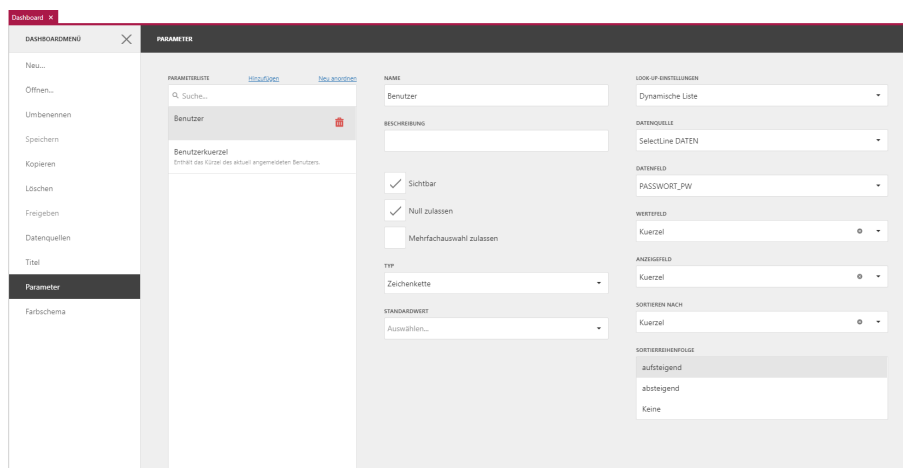 Dashboard ×
DASHBOARDMENÜ
Neu...
Öffnen...
Umbenennen
Speichern
Kopieren
Löschen
Freigeben
Datenquellen
Titel
Parameter
Farbschema
PARAMETER
PARAMETERLISTE Hinzufügen Neu anordnen
Suche...
Benutzer
Benutzerkuerzel
Enthält das Kürzel des aktuell angemeldeten Benutzers.
NAME
Benutzer
BESCHREIBUNG
Sichtbar
Null zulassen
Mehrfachauswahl zulassen
TYP
Zeichenkette
STANDARDWERT
Auswählen...
LOOK-UP-EINSTELLUNGEN
Dynamische Liste
DATENQUELLE
SelectLine DATEN
DATENFELD
PASSWORT_PW
WERTEFELD
Kuerzel
ANZEIGEFELD
Kuerzel
SORTIEREN NACH
Kuerzel
SORTIERREIHENFOLGE
aufsteigend
absteigend
Keine